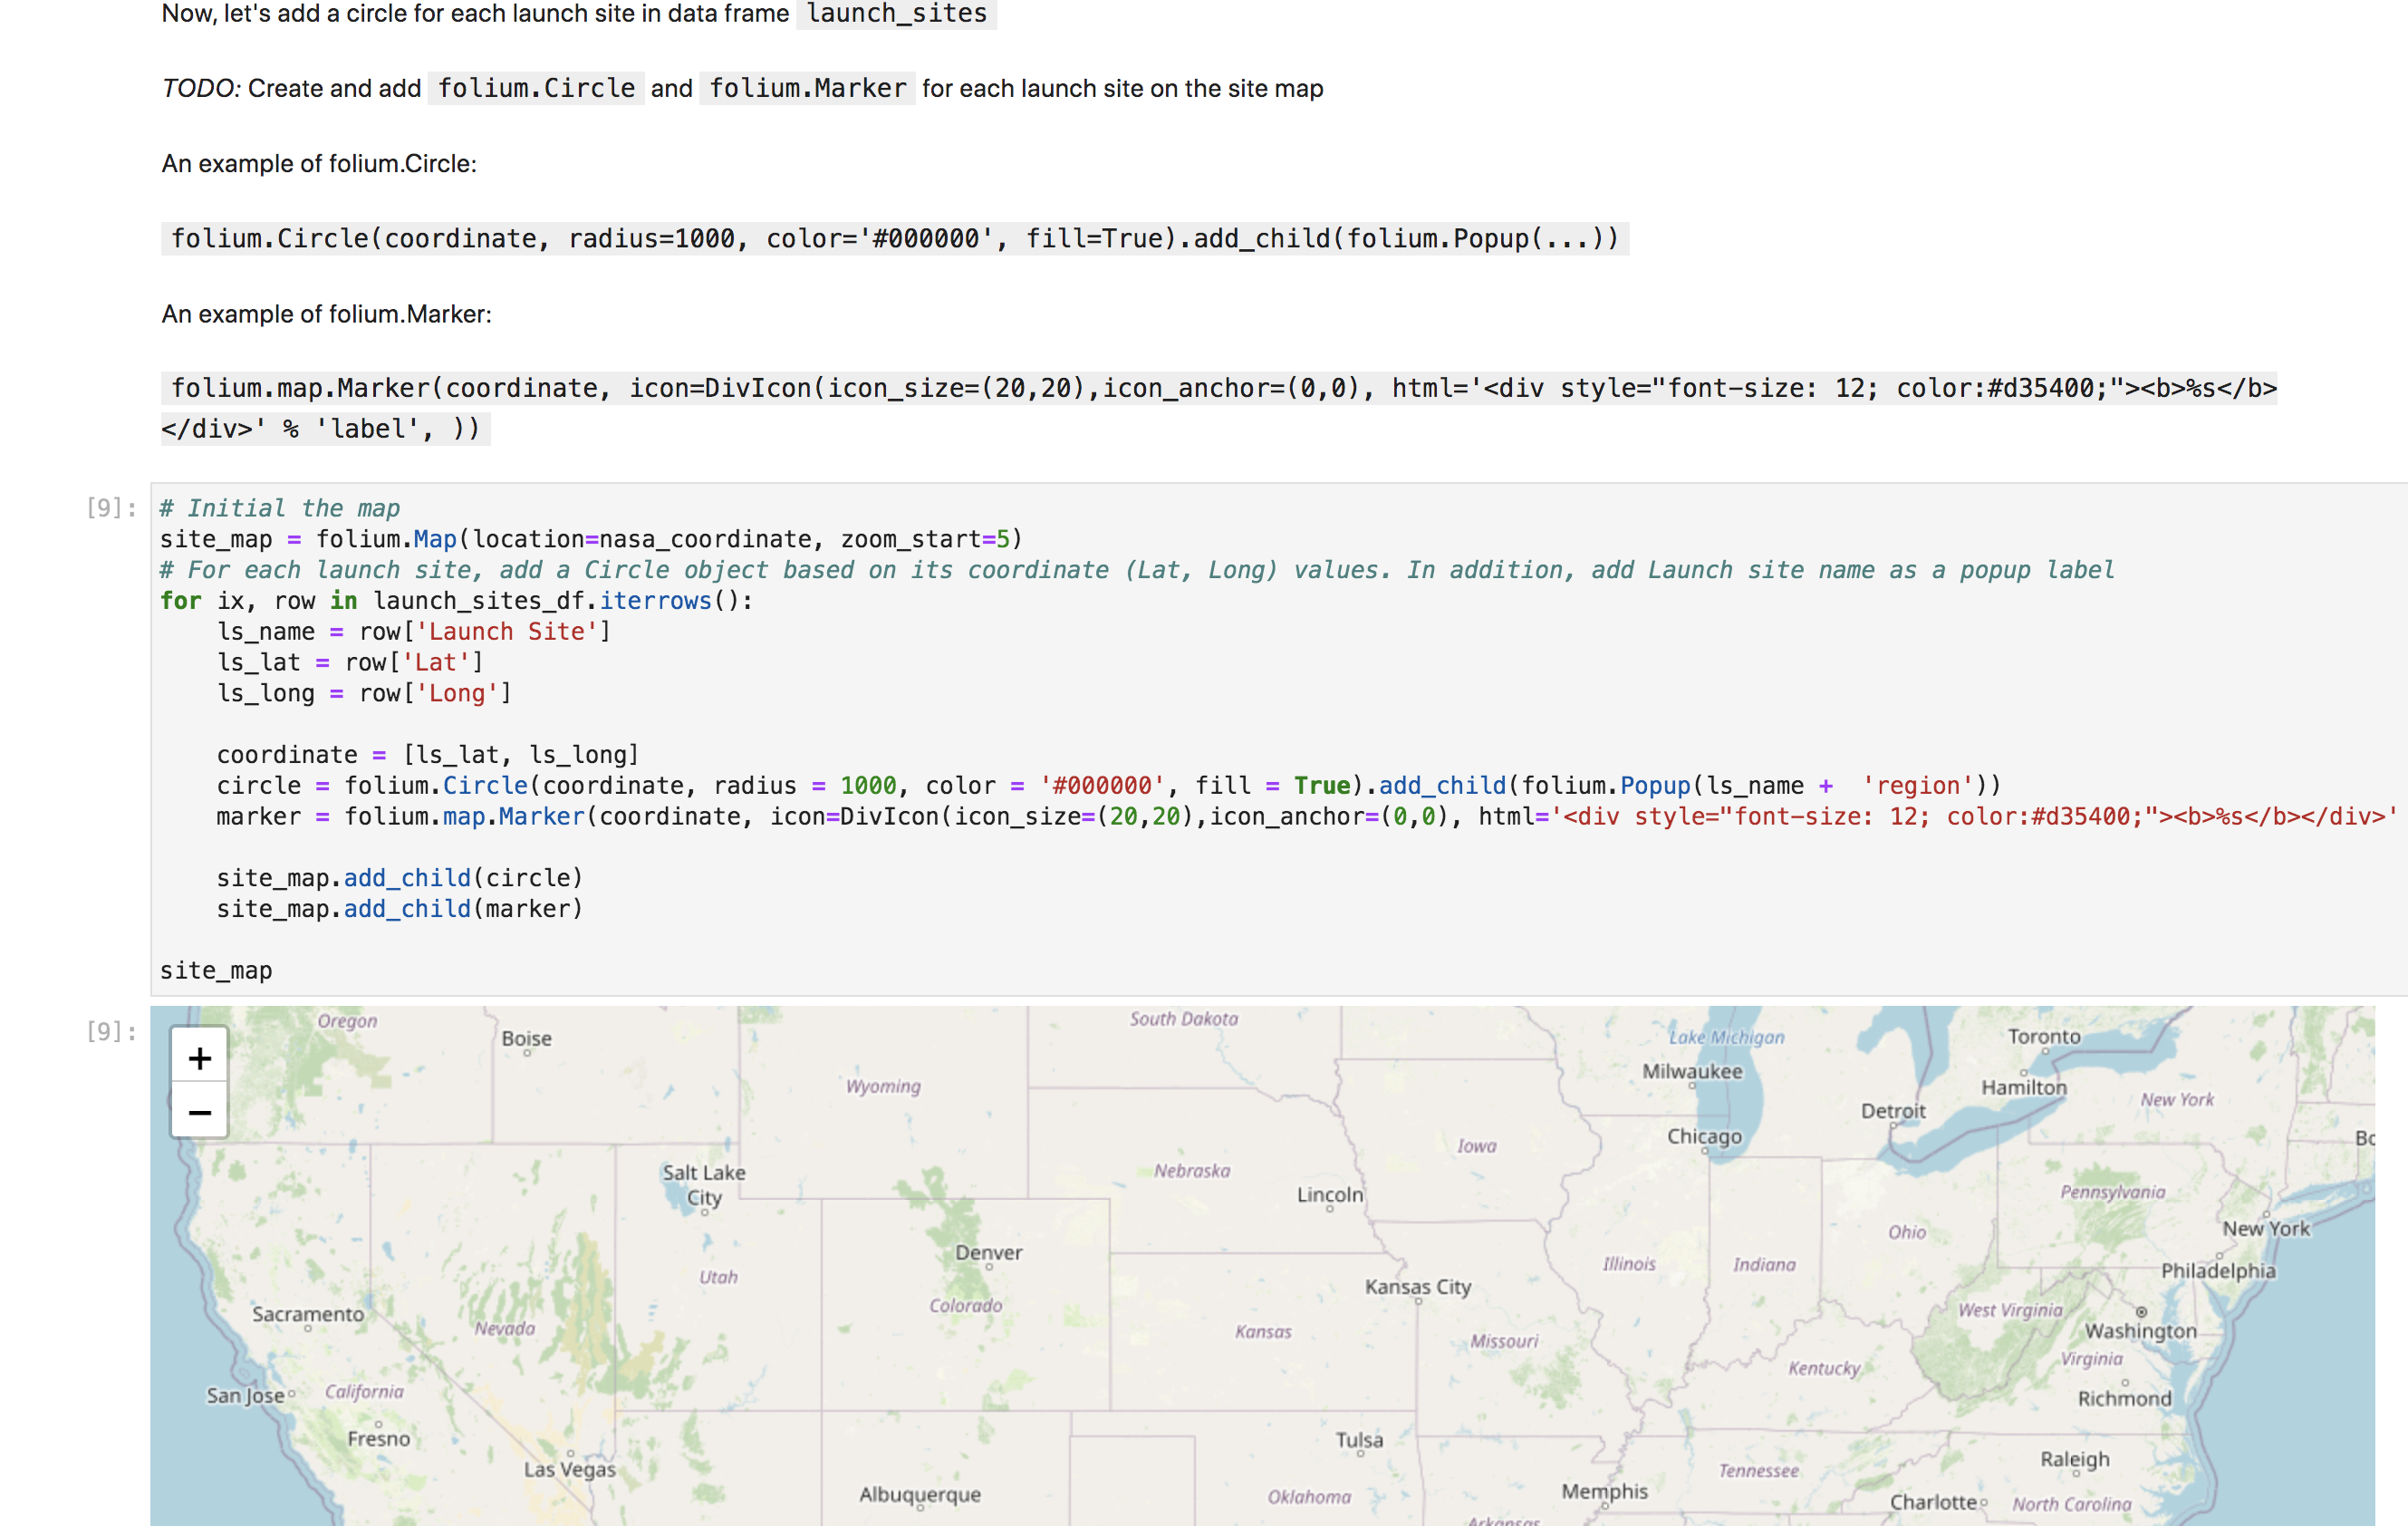 Now, let's add a circle for each launch site in data frame launch_sites
TODO: Create and add folium.Circle and folium.Marker for each launch site on the site map
An example of folium.Circle:
folium.Circle(coordinate, radius=1000, color='#000000', fill=True).add_child(folium.Popup(...))
An example of folium.Marker:
folium.map.Marker(coordinate, icon=DivIcon(icon_size=(20,20),icon_anchor=(0,0), html='<div style="font-size: 12; color:#d35400;"><b>%s</b>
</div>' % 'label', ))
[9]:
# Initial the map
site_map = folium.Map(location=nasa_coordinate, zoom_start=5)
# For each launch site, add a Circle object based on its coordinate (Lat, Long) values. In addition, add Launch site name as a popup label
for ix, row in launch_sites_df.iterrows():
    ls_name = row['Launch Site']
    ls_lat = row['Lat']
    ls_long = row['Long']
    coordinate = [ls_lat, ls_long]
    circle = folium.Circle(coordinate, radius = 1000, color = '#000000', fill = True).add_child(folium.Popup(ls_name +  'region'))
    marker = folium.map.Marker(coordinate, icon=DivIcon(icon_size=(20,20),icon_anchor=(0,0), html='<div style="font-size: 12; color:#d35400;"><b>%s</b></div>'
    site_map.add_child(circle)
    site_map.add_child(marker)
site_map
[9]:
+
−
Oregon
Boise
South Dakota
Lake Michigan
Toronto
Milwaukee
Wyoming
Hamilton
New York
Detroit
Chicago
Bo
Iowa
Salt Lake
City
Nebraska
Lincoln
Pennsylvania
New York
Ohio
Denver
Illinois
Indiana
Philadelphia
Utah
Kansas City
Colorado
Sacramento
Nevada
West Virginia
Kansas
Washington
Missouri
Virginia
Kentucky
San Jose
California
Richmond
Fresno
Tulsa
Las Vegas
Raleigh
Tennessee
Albuquerque
Oklahoma
Memphis
Charlotte
North Carolina
Arkansas